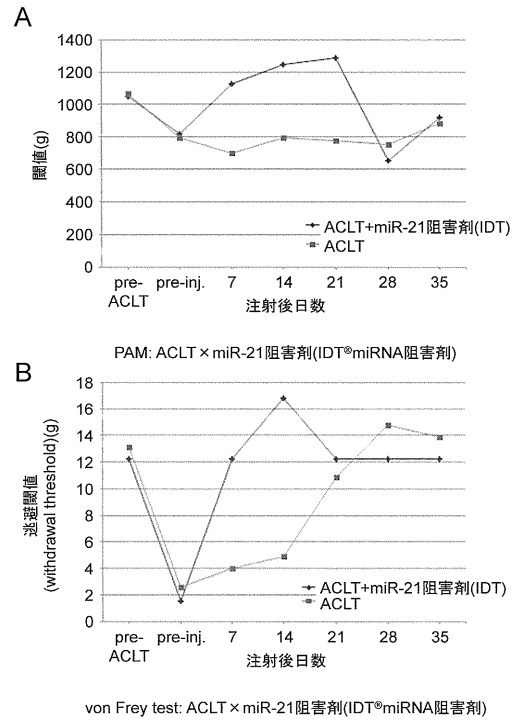 A
1400
1200
1000
800
600
400
200
0
閾値(g)
ACLT+miR-21阻害剤(IDT)
ACLT
pre-ACLT pre-inj. 7 14 21 28 35
注射後日数
PAM: ACLT×miR-21阻害剤(IDT®miRNA阻害剤)
B
18
16
14
12
10
8
6
4
2
0
逃避閾値
(withdrawal threshold)(g)
ACLT+miR-21阻害剤(IDT)
ACLT
pre-ACLT pre-inj. 7 14 21 28 35
注射後日数
von Frey test: ACLT×miR-21阻害剤(IDT®miRNA阻害剤)